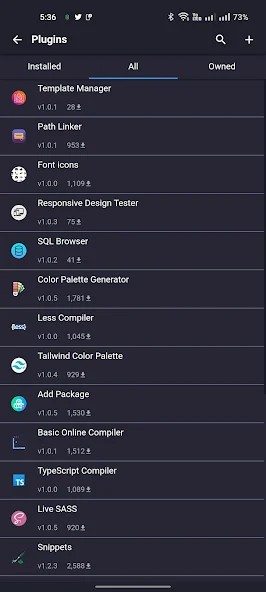 5:36 73%
Plugins
Installed All Owned
Template Manager
v1.0.1 28
Path Linker
v1.0.1 953
Font icons
v1.0.0 1,109
Responsive Design Tester
v1.0.3 75
SQL Browser
v1.0.2 41
Color Palette Generator
v1.0.5 1,781
{less}
Less Compiler
v1.0.0 1,045
Tailwind Color Palette
v1.0.4 929
Add Package
v1.0.5 1,530
Basic Online Compiler
v1.0.1 1,512
TS
TypeScript Compiler
v1.0.0 1,089
Live SASS
v1.0.5 920
Snippets
v1.2.3 2,588